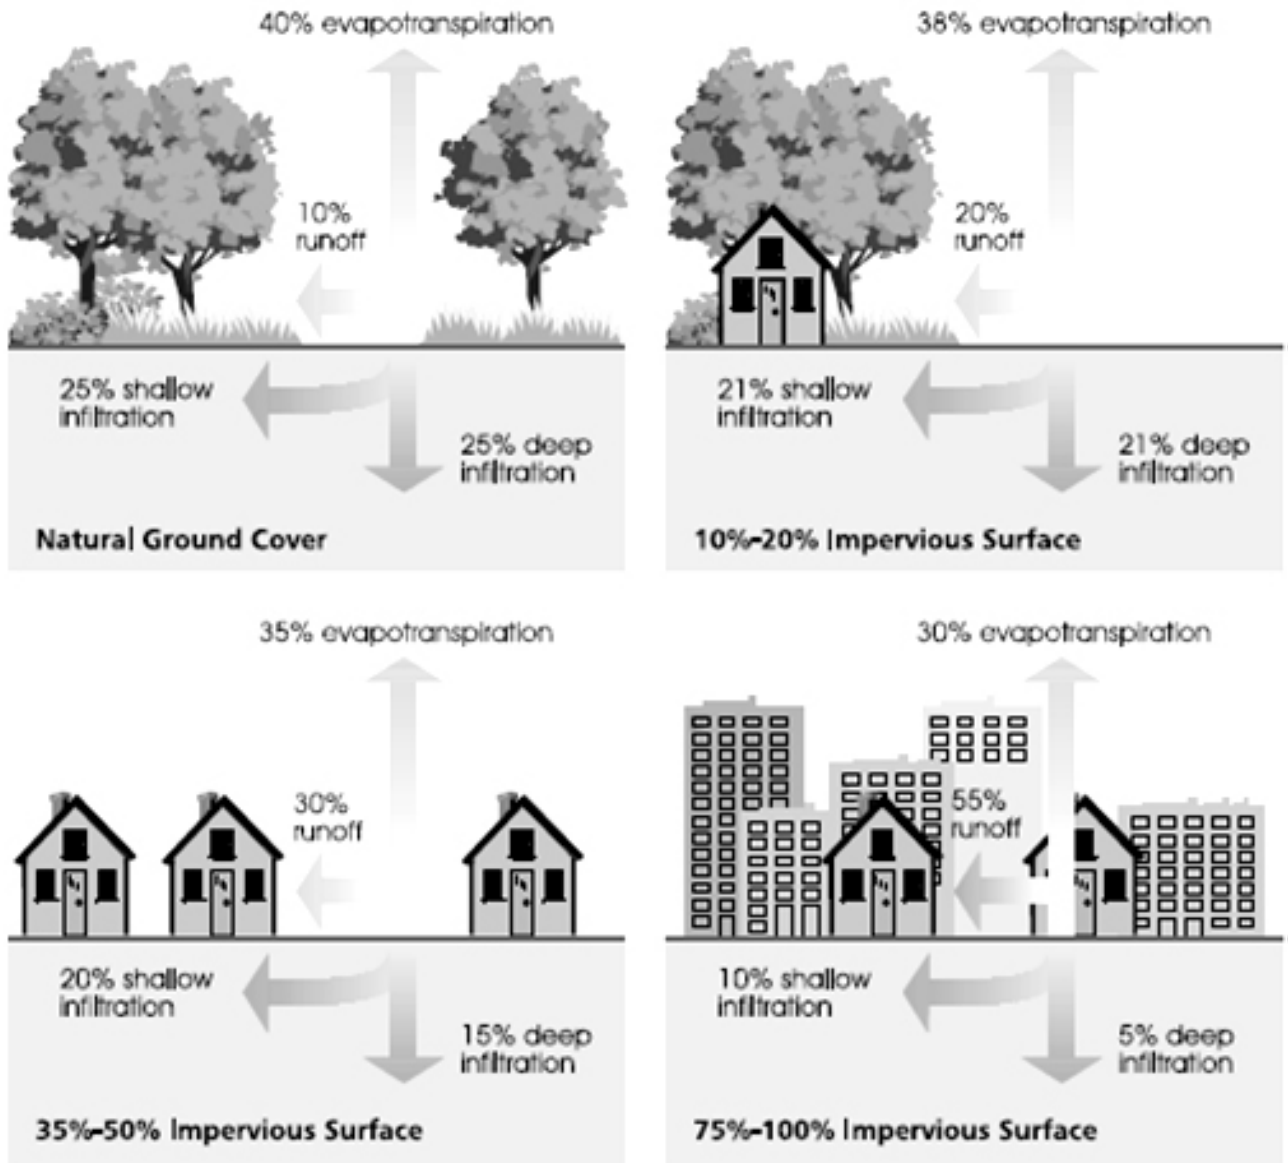 40% evapotranspiration
10%
runoff
25% shallow
infiltration
25% deep
infiltration
Natural Ground Cover
38% evapotranspiration
20%
runoff
21% shallow
infiltration
21% deep
infiltration
10%-20% Impervious Surface
35% evapotranspiration
30%
runoff
20% shallow
infiltration
15% deep
infiltration
35%-50% Impervious Surface
30% evapotranspiration
55%
runoff
10% shallow
infiltration
5% deep
infiltration
75%-100% Impervious Surface